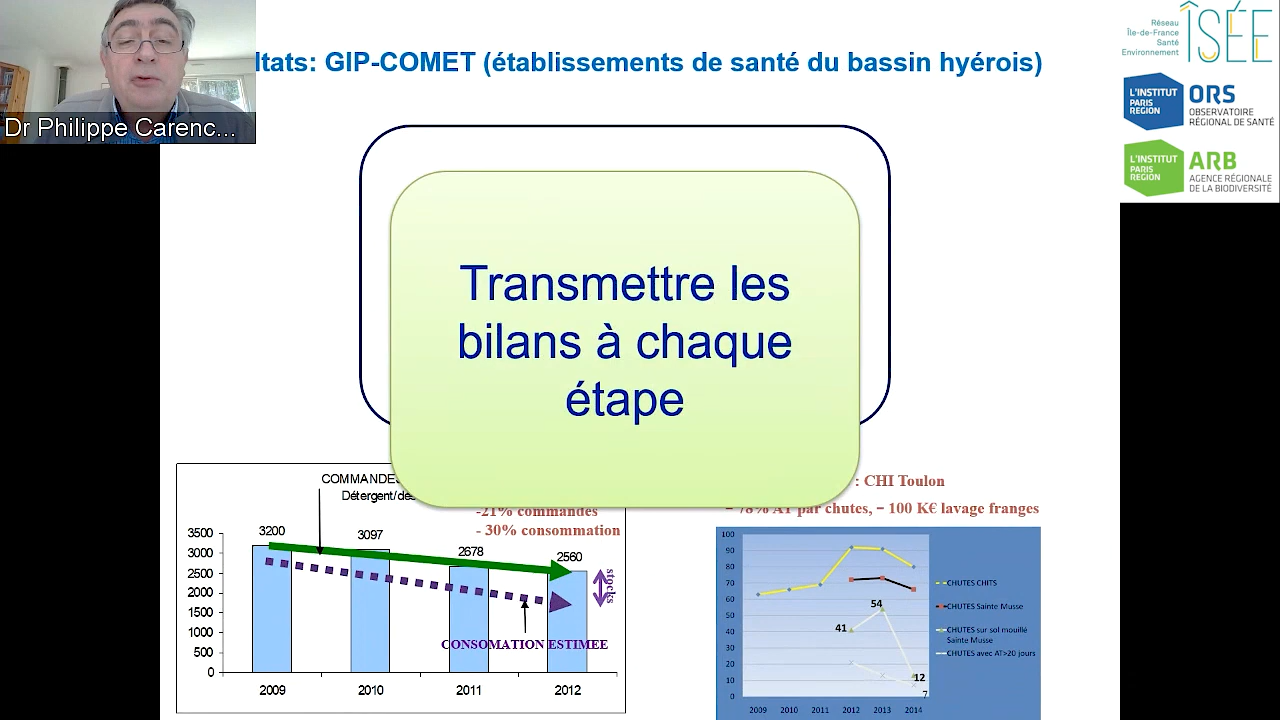 ltats: GIP-COMET (établissements de santé du bassin hyérois)
Dr Philippe Carenc...
Réseau
Île-de-France
Santé
Environnement
ÎSÉE
L'INSTITUT
PARIS
REGION
ORS
OBSERVATOIRE
RÉGIONAL DE SANTÉ
L'INSTITUT
PARIS
REGION
ARB
AGENCE RÉGIONALE
DE LA BIODIVERSITÉ
Transmettre les
bilans à chaque
étape
COMMANDES
Détergent/dés
-21% commandes
- 30% consommation
3500
3000
2500
2000
1500
1000
500
0
3200
3097
2678
2560
stocks
CONSOMATION ESTIMEE
2009
2010
2011
2012
: CHI Toulon
− 78% AT par chutes, − 100 K€ lavage franges
100
90
80
70
60
50
40
30
20
10
0
41
54
12
7
CHUTES CHITS
CHUTES Sainte Musse
CHUTES sur sol mouillé
Sainte Musse
CHUTES avec AT>20 jours
2009
2010
2011
2012
2013
2014